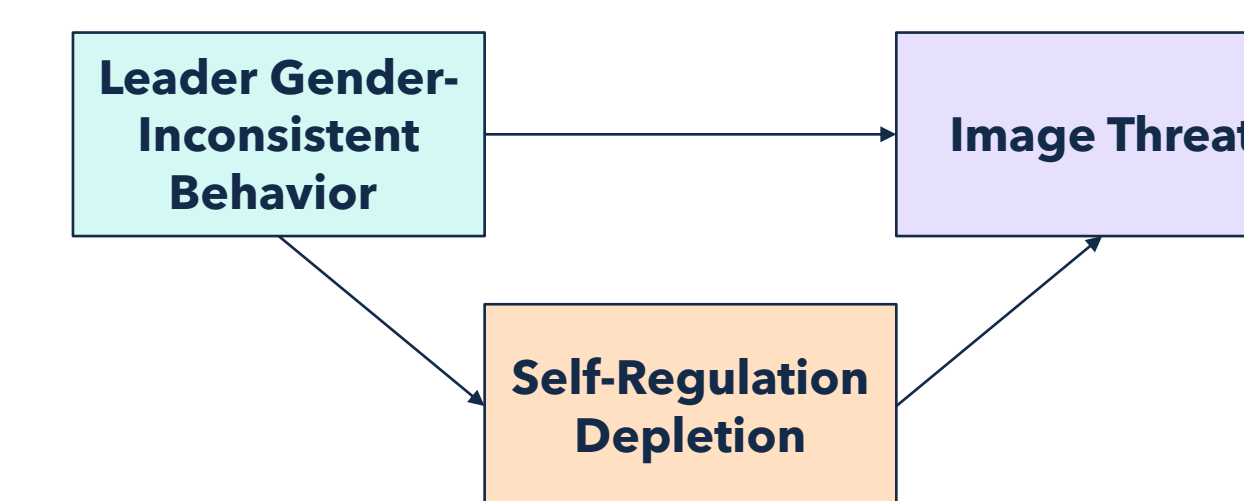 Leader Gender-
Inconsistent
Behavior
Image Threat
Self-Regulation
Depletion